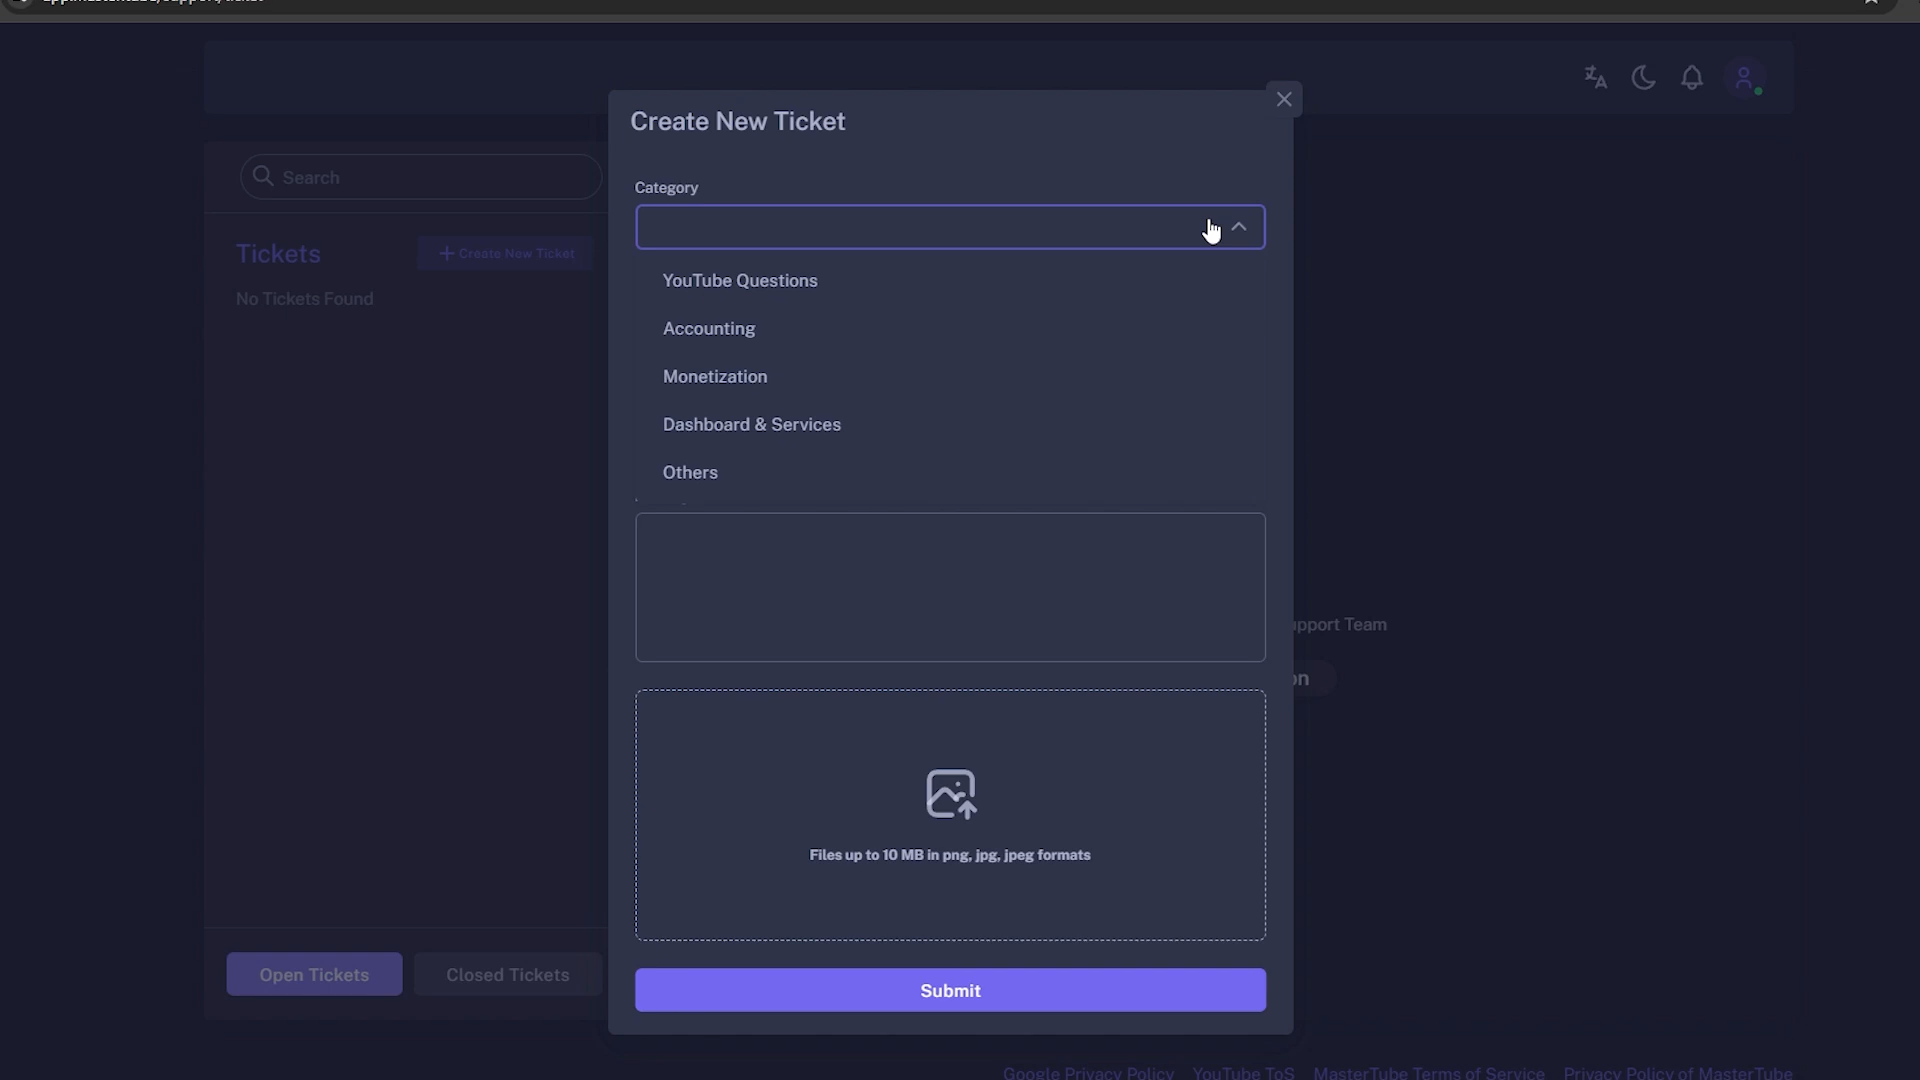 Search
Tickets
Create New Ticket
No Tickets Found
Open Tickets
Closed Tickets
Create New Ticket
Category
YouTube Questions
Accounting
Monetization
Dashboard & Services
Others
Files up to 10 MB in png, jpg, jpeg formats
Submit
Team
Google Privacy Policy YouTube ToS MasterTube Terms of Service Privacy Policy of MasterTube